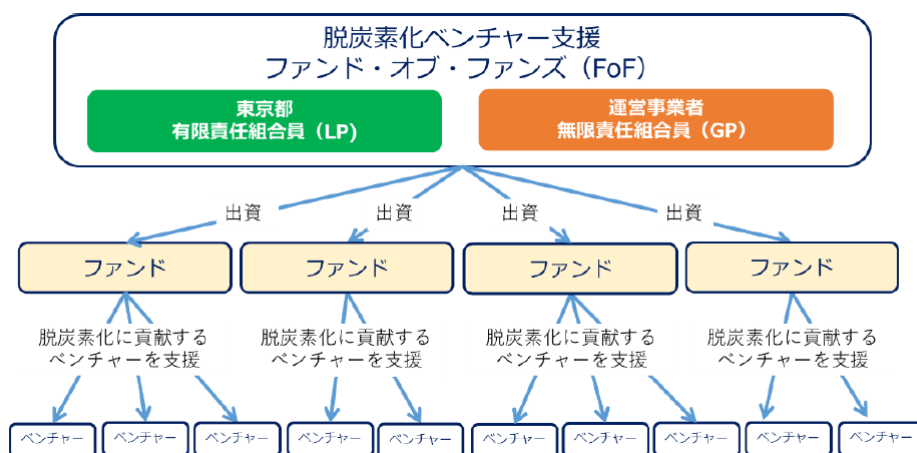 脱炭素化ベンチャー支援
ファンド・オブ・ファンズ（FoF）
東京都
有限責任組合員（LP)
運営事業者
無限責任組合員（GP）
出資
出資
出資
出資
ファンド
ファンド
ファンド
ファンド
脱炭素化に貢献する
ベンチャーを支援
脱炭素化に貢献する
ベンチャーを支援
脱炭素化に貢献する
ベンチャーを支援
脱炭素化に貢献する
ベンチャーを支援
ベンチャー
ベンチャー
ベンチャー
ベンチャー
ベンチャー
ベンチャー
ベンチャー
ベンチャー
ベンチャー
ベンチャー